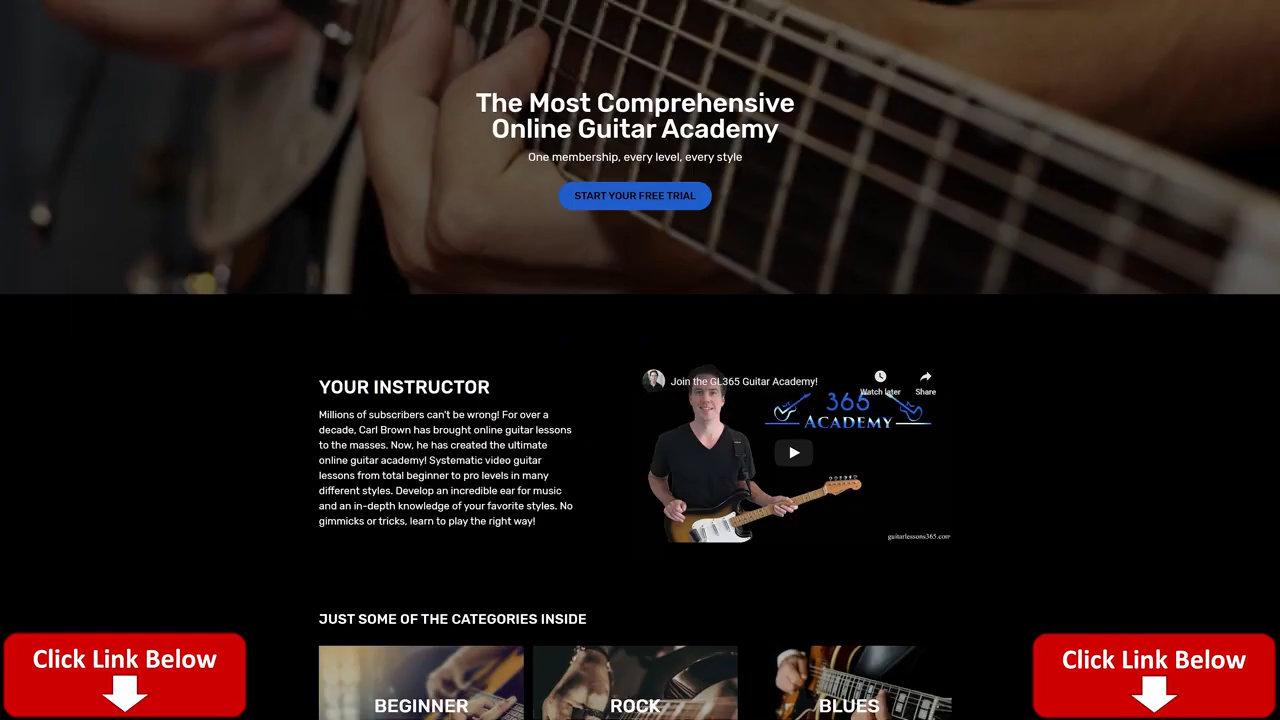 The Most Comprehensive
Online Guitar Academy
One membership, every level, every style
START YOUR FREE TRIAL
YOUR INSTRUCTOR
Millions of subscribers can't be wrong! For over a
decade, Carl Brown has brought online guitar lessons
to the masses. Now, he has created the ultimate
online guitar academy! Systematic video guitar
lessons from total beginner to pro levels in many
different styles. Develop an incredible ear for music
and an in-depth knowledge of your favorite styles. No
gimmicks or tricks, learn to play the right way!
Join the GL365 Guitar Academy!
Watch later
Share
365
ACADEMY
guitarlessons365.com
JUST SOME OF THE CATEGORIES INSIDE
BEGINNER
ROCK
BLUES
Click Link Below
Click Link Below